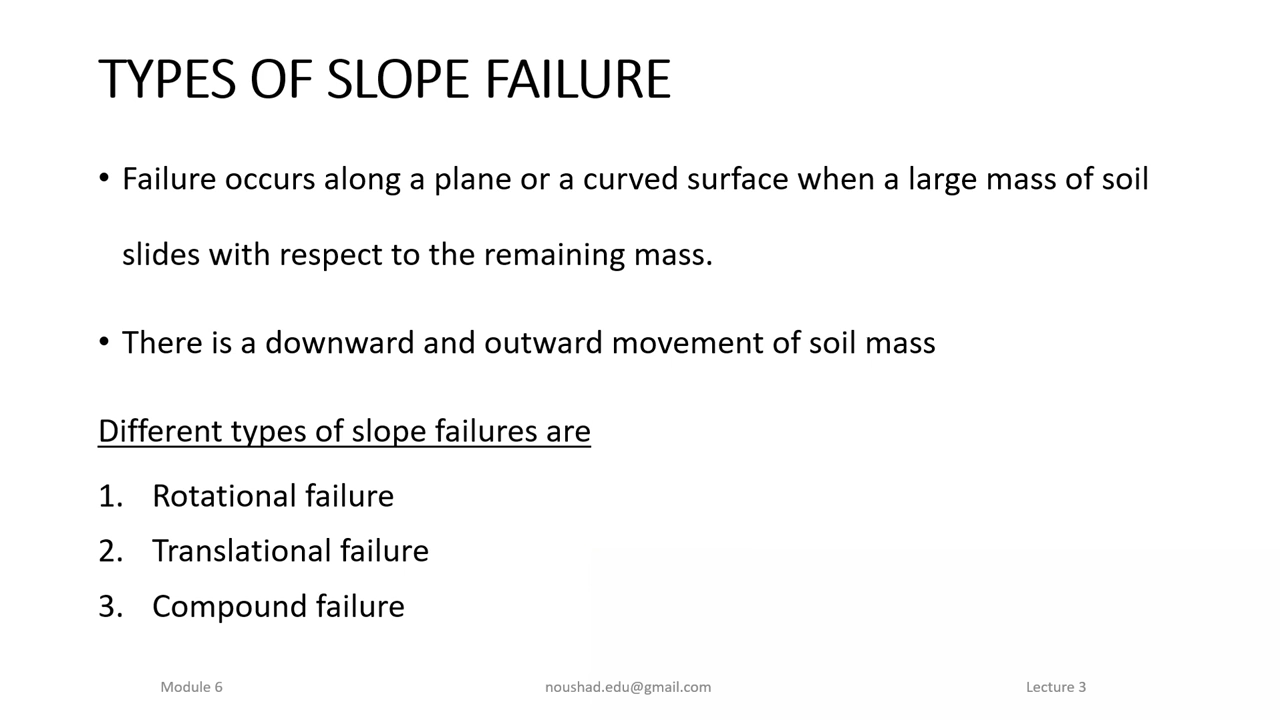 TYPES OF SLOPE FAILURE
• Failure occurs along a plane or a curved surface when a large mass of soil
slides with respect to the remaining mass.
• There is a downward and outward movement of soil mass
Different types of slope failures are
1. Rotational failure
2. Translational failure
3. Compound failure
Module 6 noushad.edu@gmail.com Lecture 3